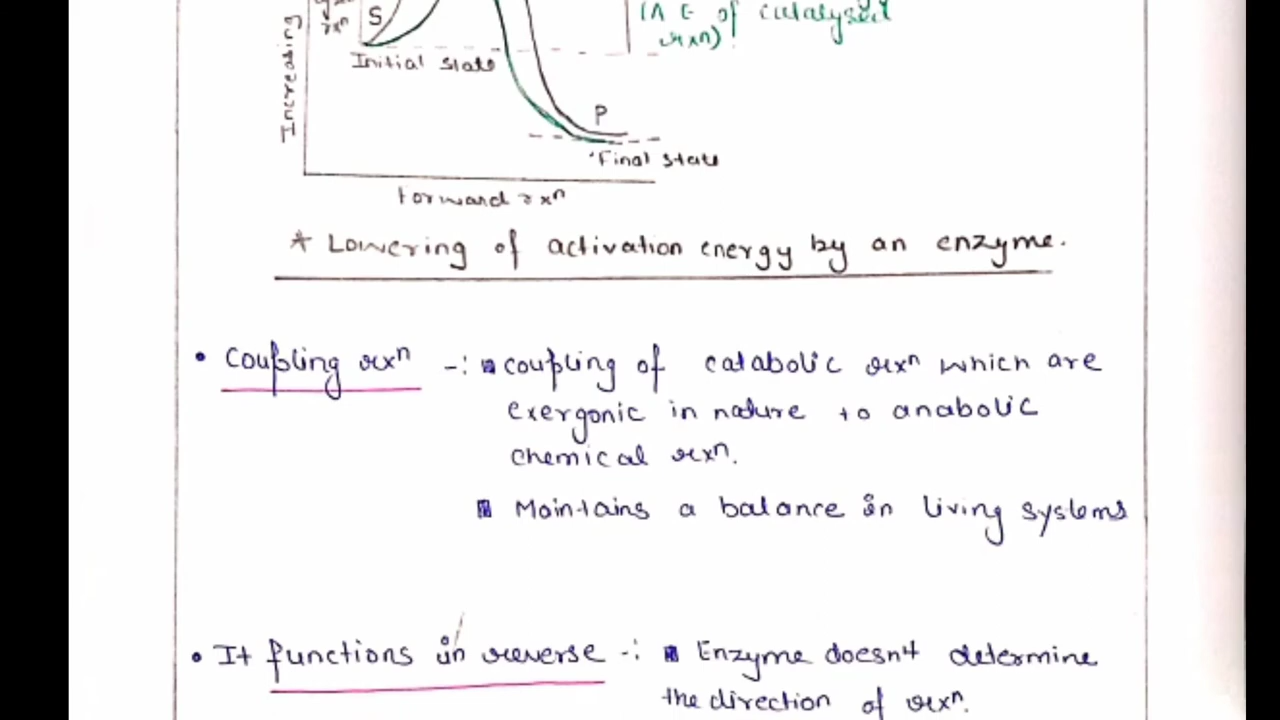 rxn
S
(A E of catalysed
rxn)
Initial state
Increading
P
Final state
Forward rxn
* Lowering of activation energy by an enzyme.
• Coupling rxn -: coupling of catabolic rxn which are
exergonic in nature to anabolic
chemical rxn.
Maintains a balance in living systems
• It functions in reverse -: Enzyme doesn't determine
the direction of rxn.